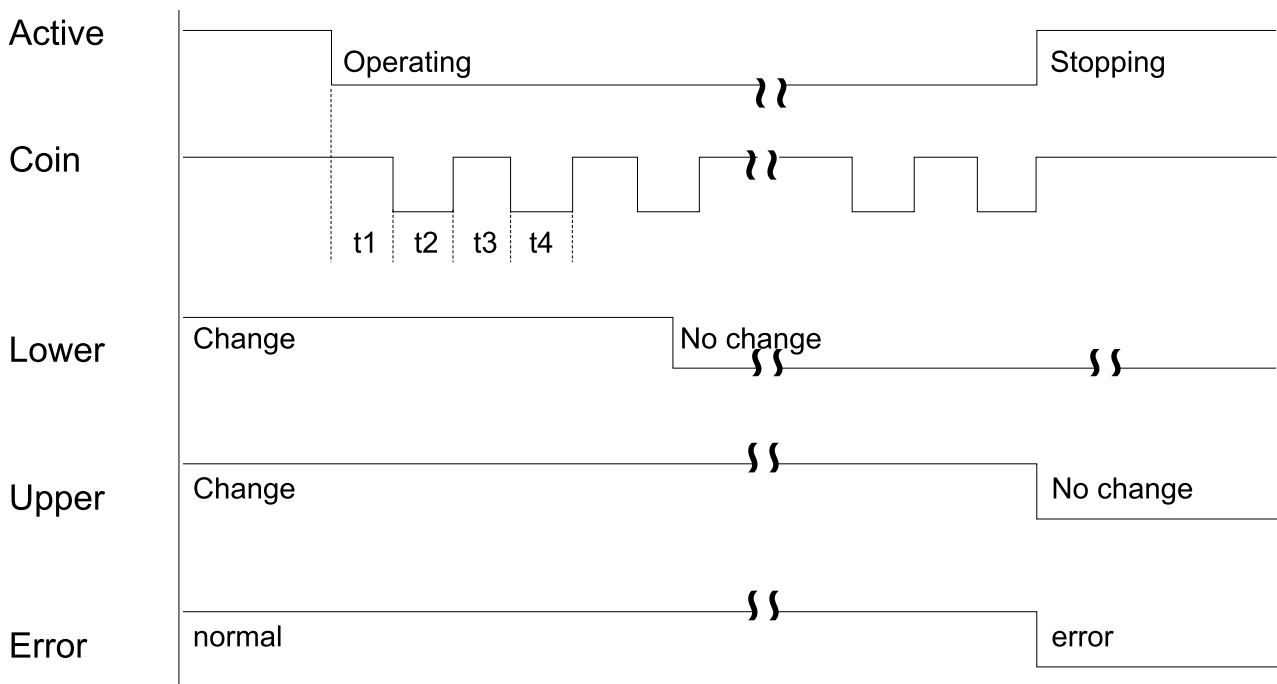 Active
Operating
Stopping
Coin
t1 t2 t3 t4
Change
No change
Lower
Change
No change
Upper
normal
error
Error